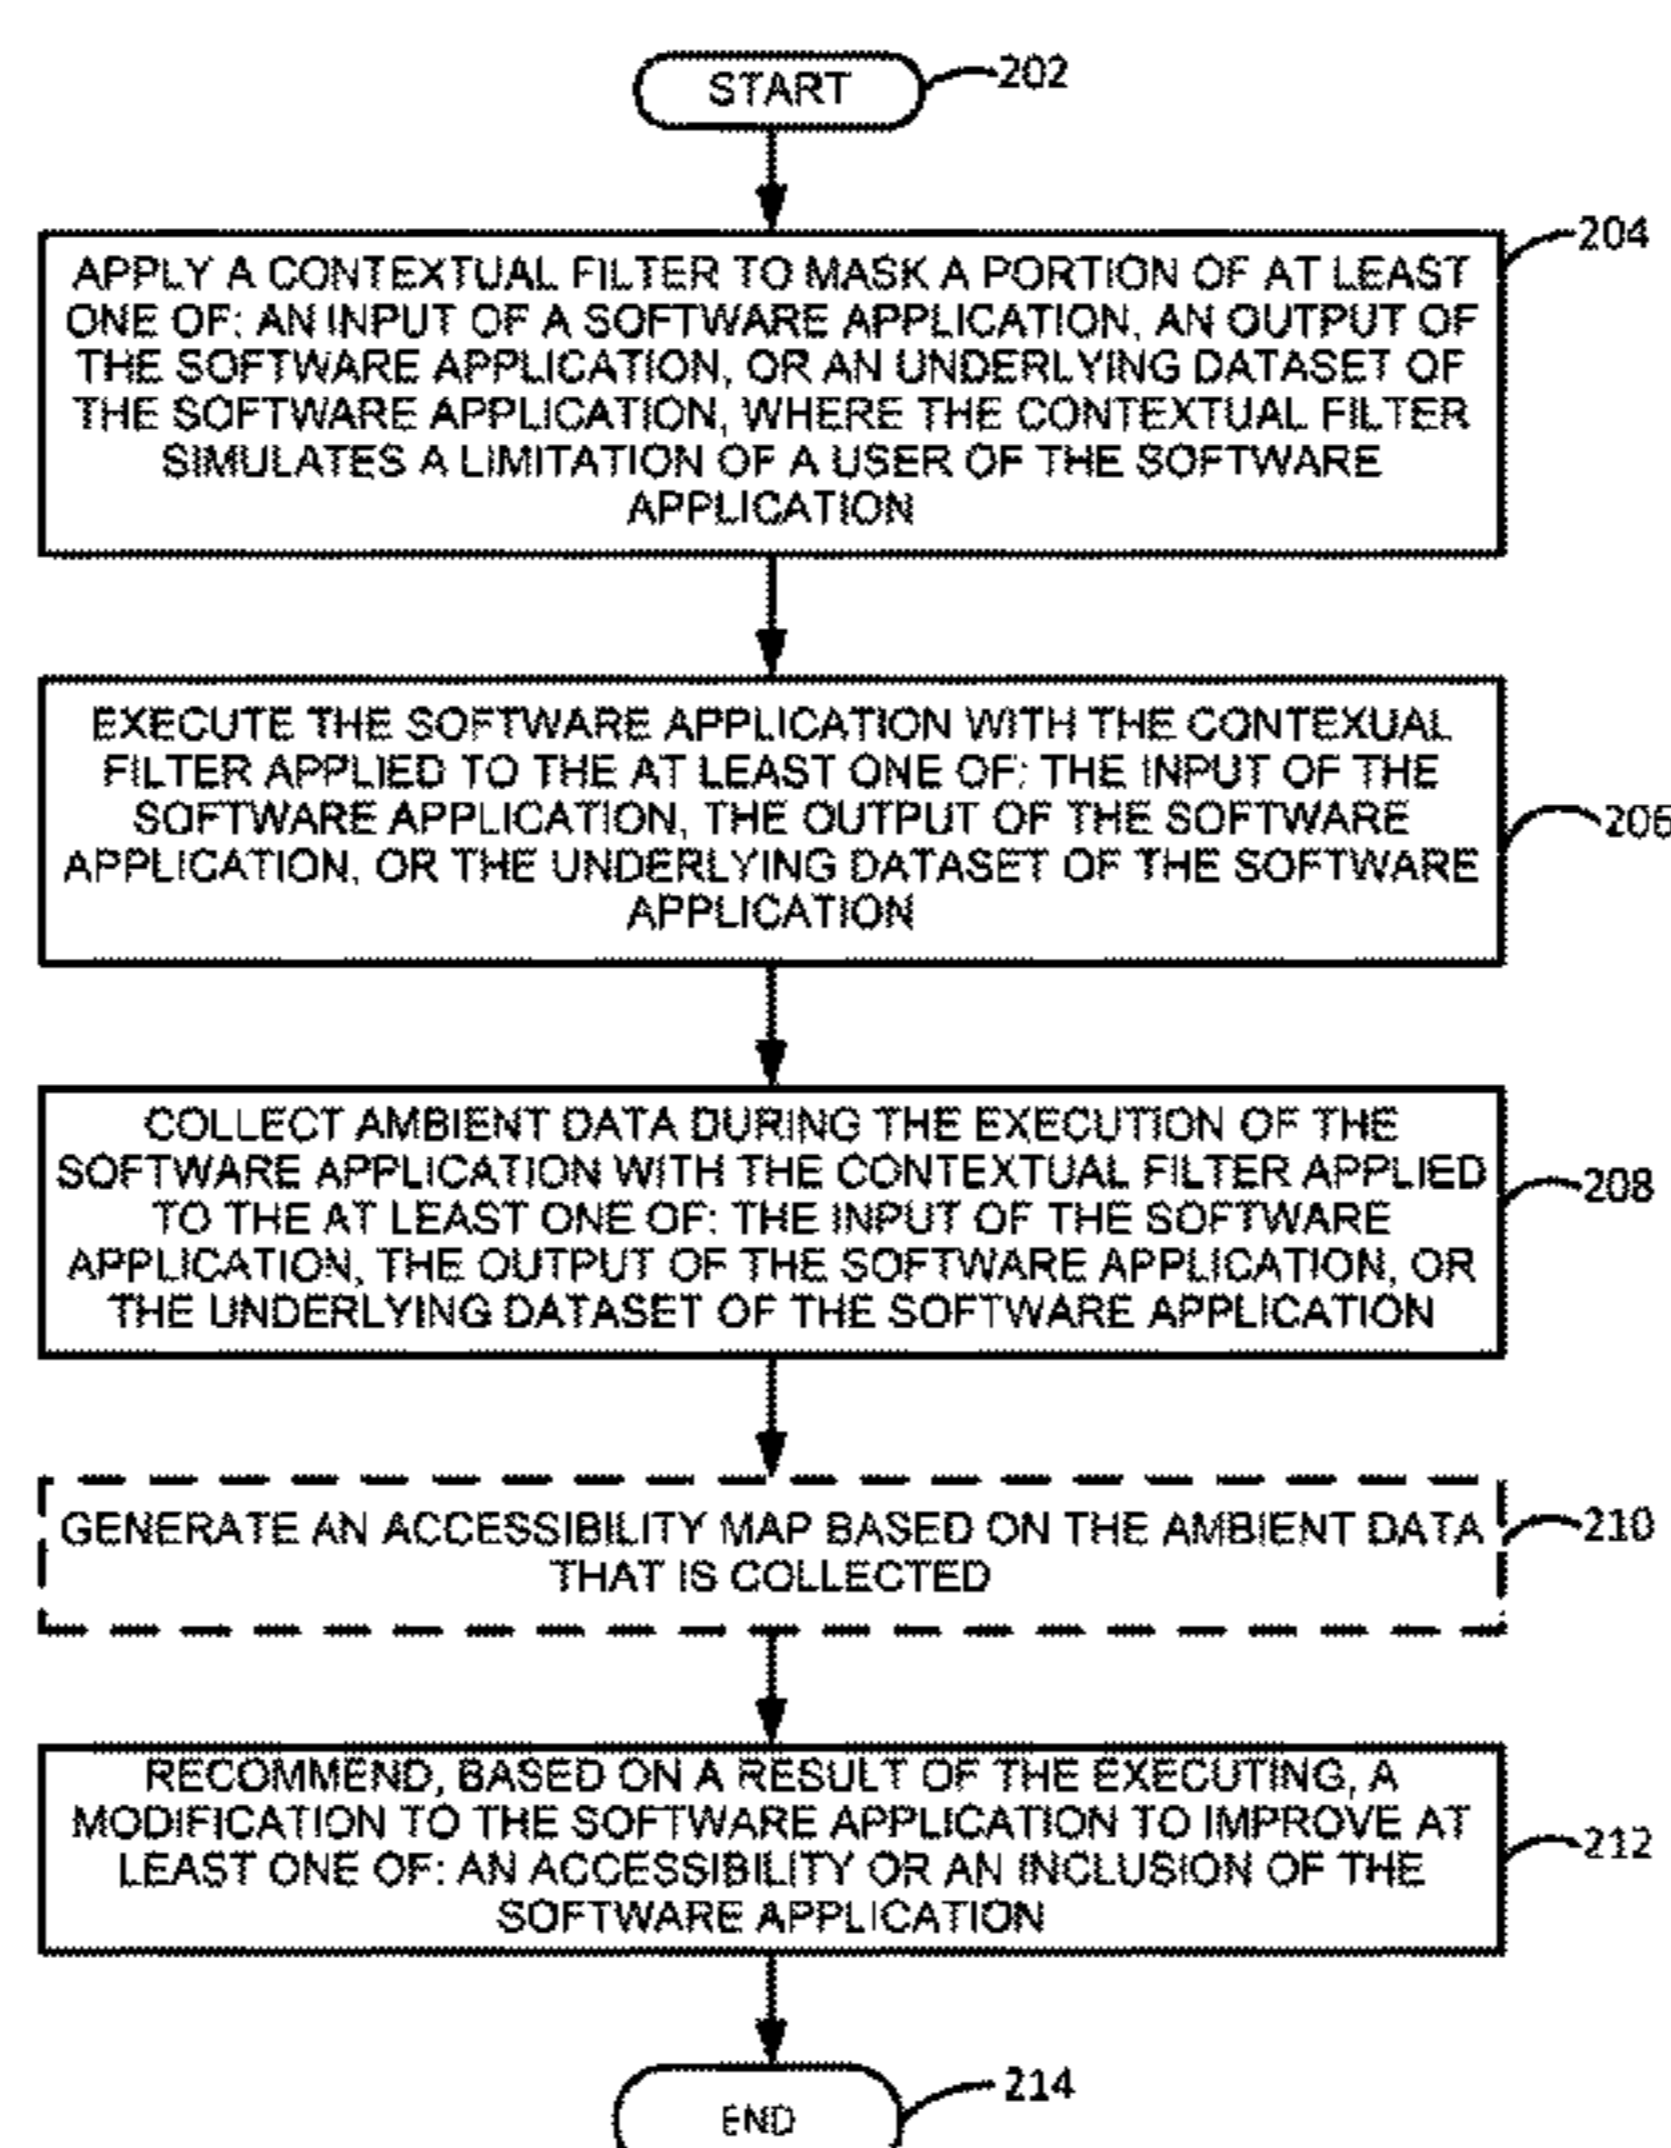 START
202
204
APPLY A CONTEXTUAL FILTER TO MASK A PORTION OF AT LEAST
ONE OF: AN INPUT OF A SOFTWARE APPLICATION, AN OUTPUT OF
THE SOFTWARE APPLICATION, OR AN UNDERLYING DATASET OF
THE SOFTWARE APPLICATION, WHERE THE CONTEXTUAL FILTER
SIMULATES A LIMITATION OF A USER OF THE SOFTWARE
APPLICATION
EXECUTE THE SOFTWARE APPLICATION WITH THE CONTEXUAL
FILTER APPLIED TO THE AT LEAST ONE OF: THE INPUT OF THE
SOFTWARE APPLICATION, THE OUTPUT OF THE SOFTWARE
206
APPLICATION, OR THE UNDERLYING DATASET OF THE SOFTWARE
APPLICATION
COLLECT AMBIENT DATA DURING THE EXECUTION OF THE
SOFTWARE APPLICATION WITH THE CONTEXTUAL FILTER APPLIED
208
TO THE AT LEAST ONE OF: THE INPUT OF THE SOFTWARE
APPLICATION, THE OUTPUT OF THE SOFTWARE APPLICATION, OR
THE UNDERLYING DATASET OF THE SOFTWARE APPLICATION
GENERATE AN ACCESSIBILITY MAP BASED ON THE AMBIENT DATA
210
THAT IS COLLECTED
RECOMMEND, BASED ON A RESULT OF THE EXECUTING, A
MODIFICATION TO THE SOFTWARE APPLICATION TO IMPROVE AT
212
LEAST ONE OF: AN ACCESSIBILITY OR AN INCLUSION OF THE
SOFTWARE APPLICATION
214
END